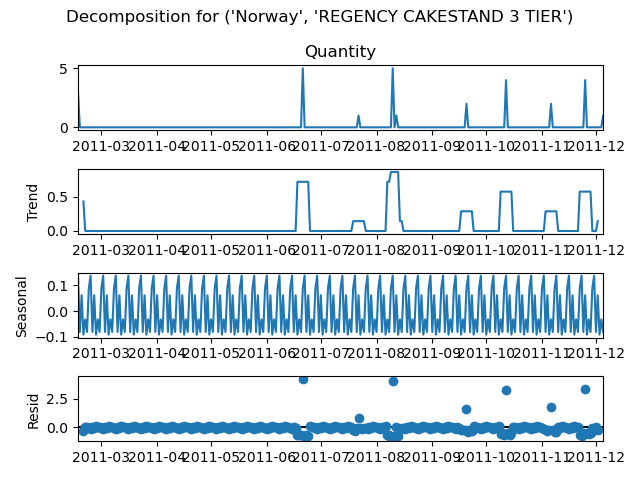 Decomposition for ('Norway', 'REGENCY CAKESTAND 3 TIER')
Quantity
5
0
2011-03 2011-04 2011-05 2011-06 2011-07 2011-08 2011-09 2011-10 2011-11 2011-12
Trend
0.5
0.0
2011-03 2011-04 2011-05 2011-06 2011-07 2011-08 2011-09 2011-10 2011-11 2011-12
Seasonal
0.1
0.0
−0.1
2011-03 2011-04 2011-05 2011-06 2011-07 2011-08 2011-09 2011-10 2011-11 2011-12
Resid
2.5
0.0
2011-03 2011-04 2011-05 2011-06 2011-07 2011-08 2011-09 2011-10 2011-11 2011-12